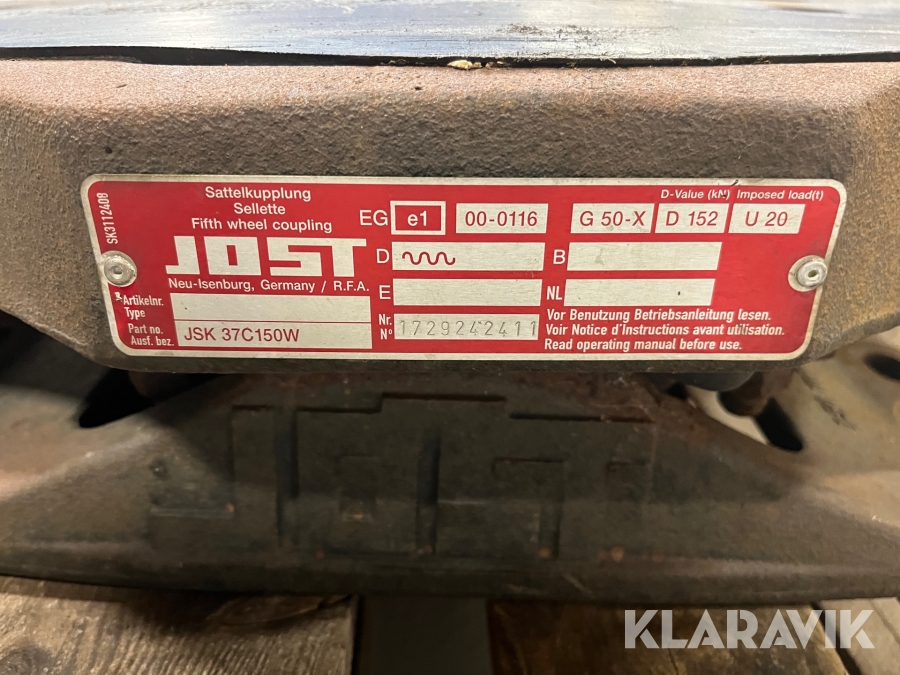 SK3112408
Sattelkupplung
Sellette
Fifth wheel coupling
JOST
Neu-Isenburg, Germany / R.F.A.
EG e1 00-0116 G 50-X
D-Value (kN) Imposed load(t)
D 152 U 20
D B
E NL
Artikelnr.
Type
Part no.
Ausf. bez.
JSK 37C150W
Nr.
N° 1729242411
Vor Benutzung Betriebsanleitung lesen.
Voir Notice d'Instructions avant utilisation.
Read operating manual before use.
JOST
KLARAVIK